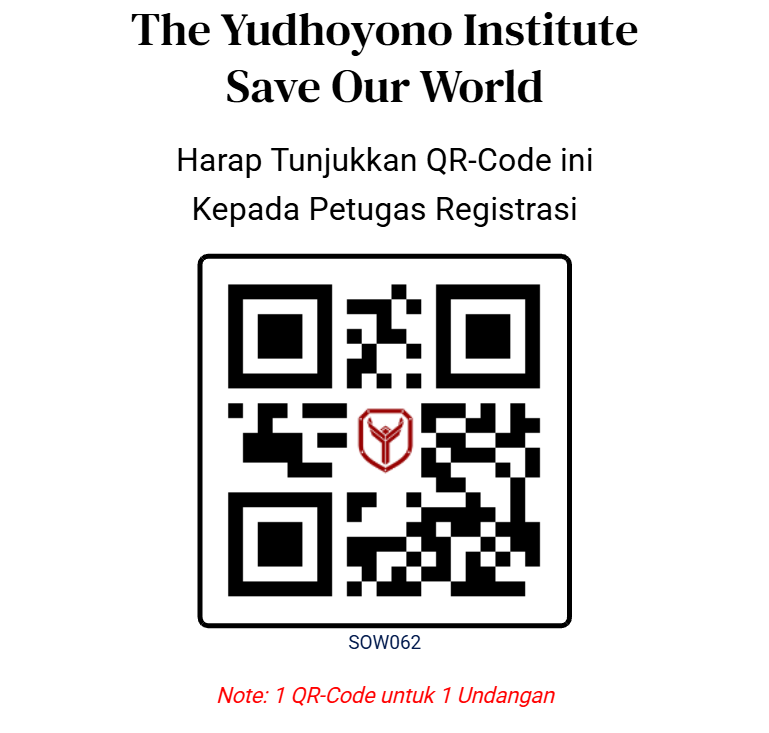 The Yudhoyono Institute
Save Our World
Harap Tunjukkan QR-Code ini
Kepada Petugas Registrasi
SOW062
Note: 1 QR-Code untuk 1 Undangan